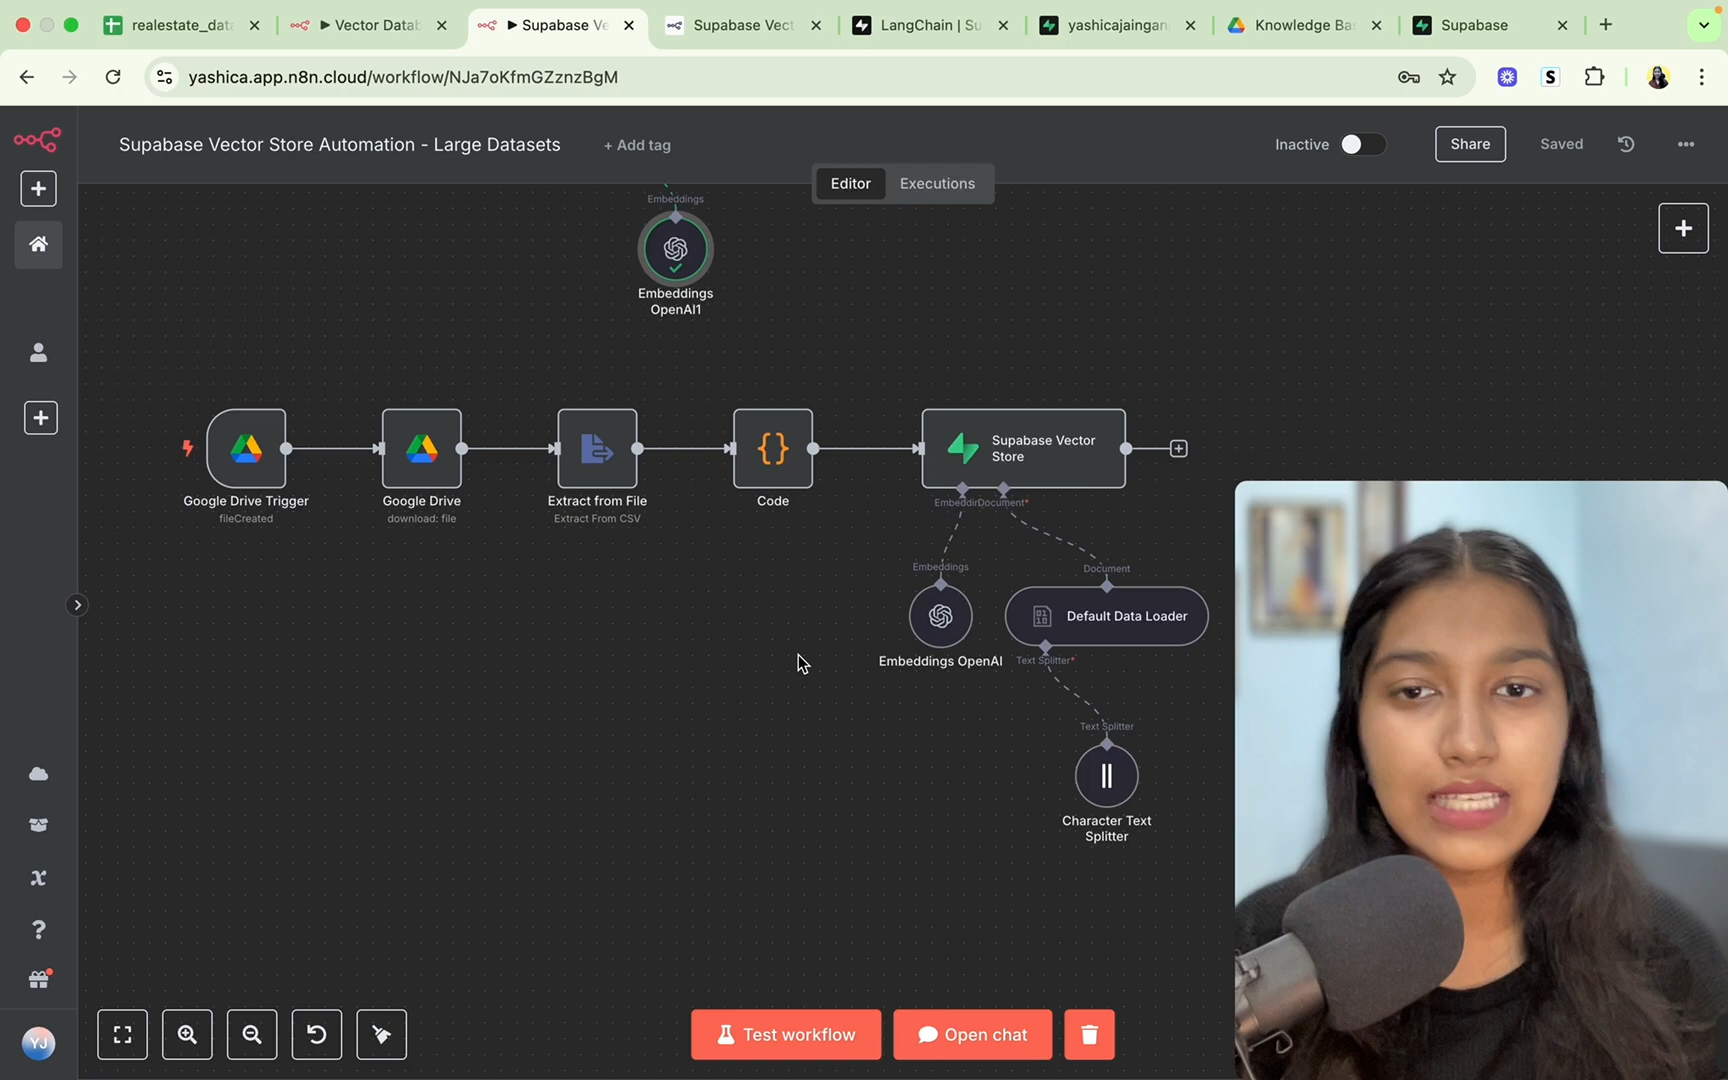 realestate_data
Vector Datab
Supabase Ve
Supabase Vect
LangChain | Su
yashicajaingan
Knowledge Bas
Supabase
yashica.app.n8n.cloud/workflow/NJa7oKfmGZznzBgM
S
Supabase Vector Store Automation - Large Datasets
+ Add tag
Inactive
Share
Saved
Editor
Executions
Embeddings
Embeddings
OpenAI1
Supabase Vector
Store
Google Drive Trigger
fileCreated
Google Drive
download: file
Extract from File
Extract From CSV
Code
Document*
Embeddings
Document
Default Data Loader
Embeddings OpenAI
Text Splitter*
Text Splitter
Character Text
Splitter
YJ
Test workflow
Open chat